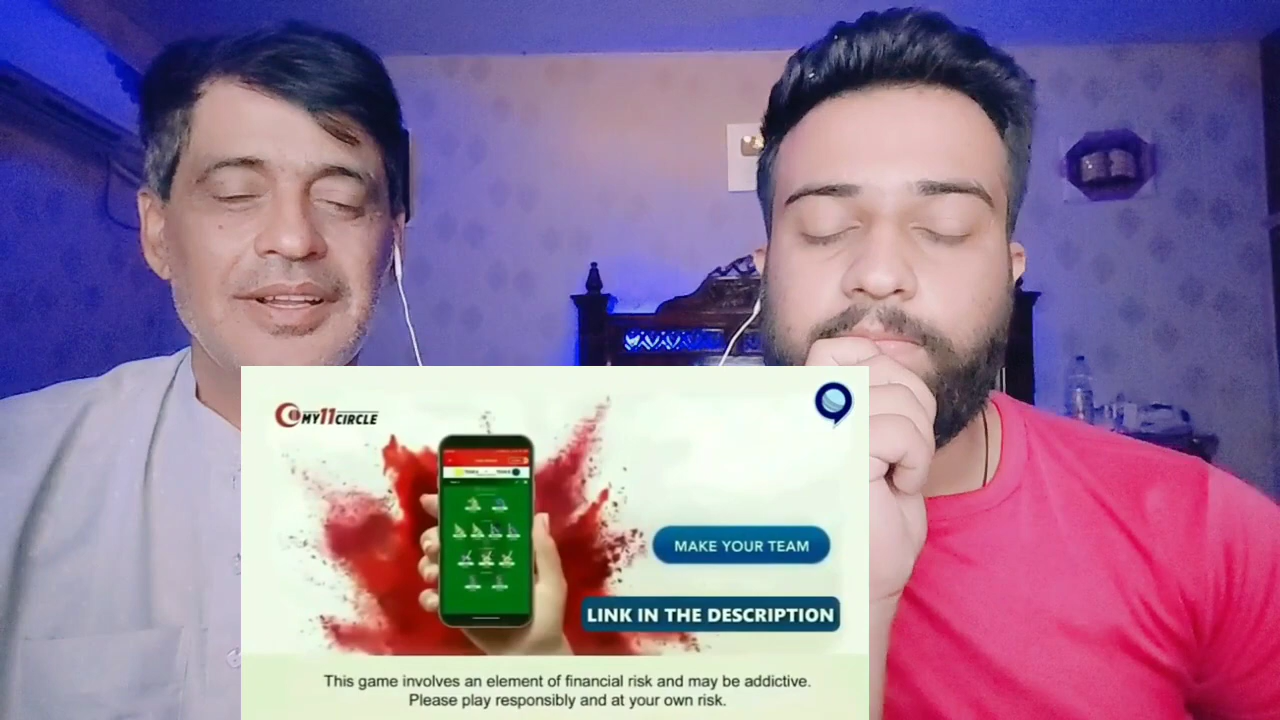 MY11CIRCLE
MAKE YOUR TEAM
LINK IN THE DESCRIPTION
This game involves an element of financial risk and may be addictive.
Please play responsibly and at your own risk.